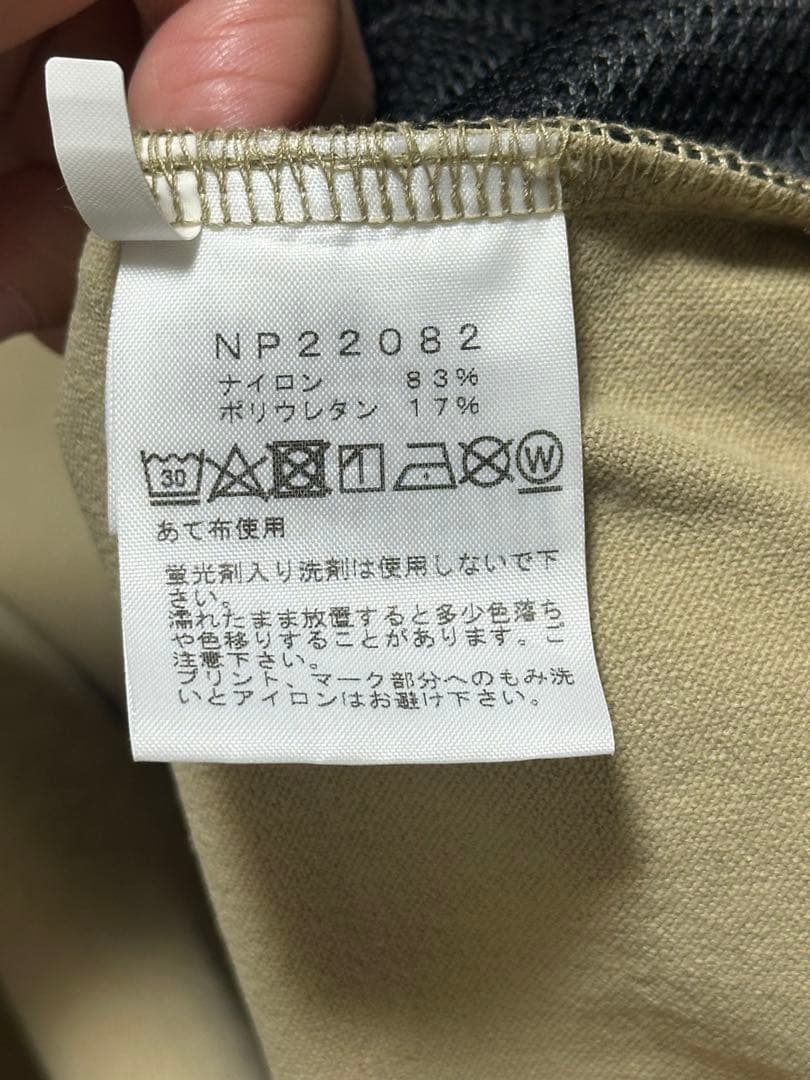 NP22082
ナイロン 83%
ポリウレタン 17%
30 W
あて布使用
蛍光剤入り洗剤は使用しないで下
さい。
濡れたまま放置すると多少色落ち
や色移りすることがあります。ご
注意下さい。
プリント、マーク部分へのもみ洗
いとアイロンはお避け下さい。